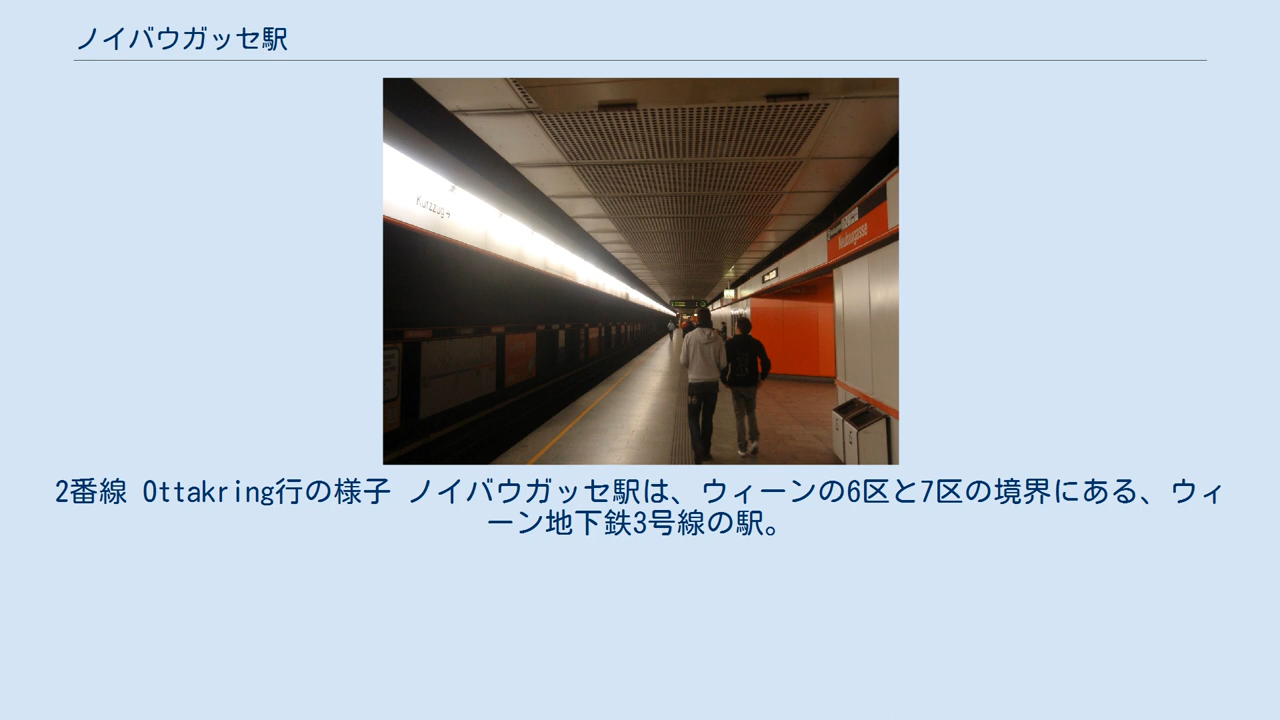 ノイバウガッセ駅
Kurzzug
Neubaugasse
2番線 Ottakring行の様子 ノイバウガッセ駅は、ウィーンの6区と7区の境界にある、ウィ
ーン地下鉄3号線の駅。